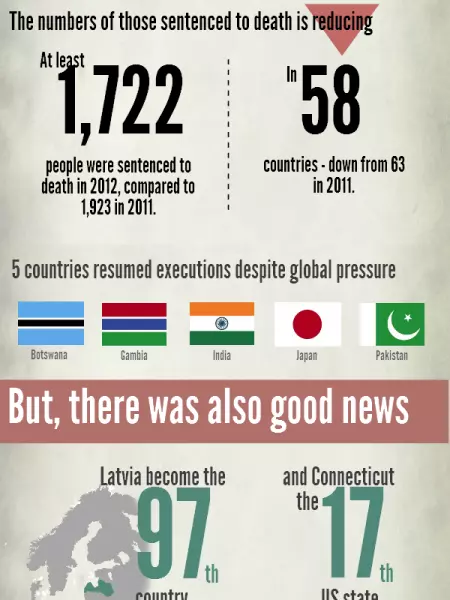 The numbers of those sentenced to death is reducing
At least
1,722
people were sentenced to
death in 2012, compared to
1,923 in 2011.
In
58
countries - down from 63
in 2011.
5 countries resumed executions despite global pressure
Botswana
Gambia
India
Japan
Pakistan
But, there was also good news
Latvia become the
97th
country
and Connecticut
the
17th
US state